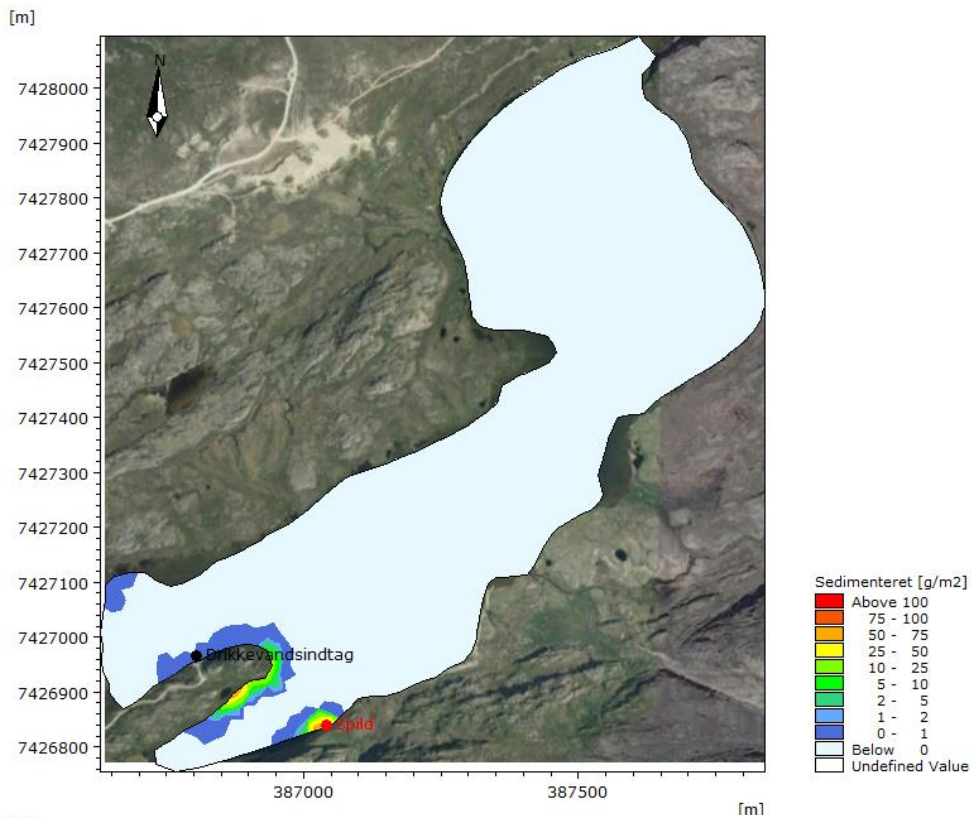 [m]
N
7428000
7427900
7427800
7427700
7427600
7427500
7427400
7427300
7427200
7427100
7427000
7426900
7426800
Drikkevandsindtag
Spild
387000
387500
[m]
Sedimenteret [g/m2]
Above 100
75 - 100
50 - 75
25 - 50
10 - 25
5 - 10
2 - 5
1 - 2
0 - 1
Below 0
Undefined Value